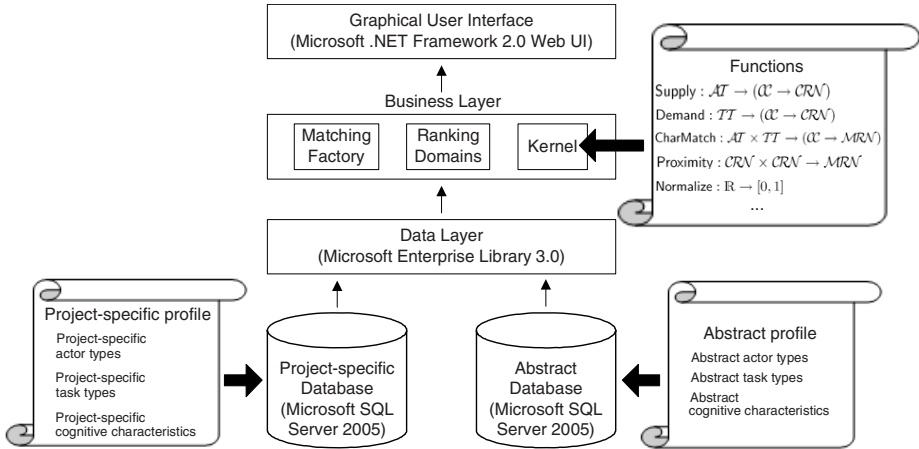 Graphical User Interface
(Microsoft .NET Framework 2.0 Web UI)
Business Layer
Matching
Factory
Ranking
Domains
Kernel
Functions
Supply : 𝒜𝒯 → (𝒞𝒞 → 𝒞ℛ𝒩)
Demand : 𝒯𝒯 → (𝒞𝒞 → 𝒞ℛ𝒩)
CharMatch : 𝒜𝒯 × 𝒯𝒯 → (𝒞𝒞 → ℳℛ𝒩)
Proximity : 𝒞ℛ𝒩 × 𝒞ℛ𝒩 → ℳℛ𝒩
Normalize : ℝ → [0, 1]
...
Data Layer
(Microsoft Enterprise Library 3.0)
Project-specific profile
Project-specific
actor types
Project-specific
task types
Project-specific
cognitive characteristics
Project-specific
Database
(Microsoft SQL
Server 2005)
Abstract
Database
(Microsoft SQL
Server 2005)
Abstract profile
Abstract actor types
Abstract task types
Abstract
cognitive characteristics